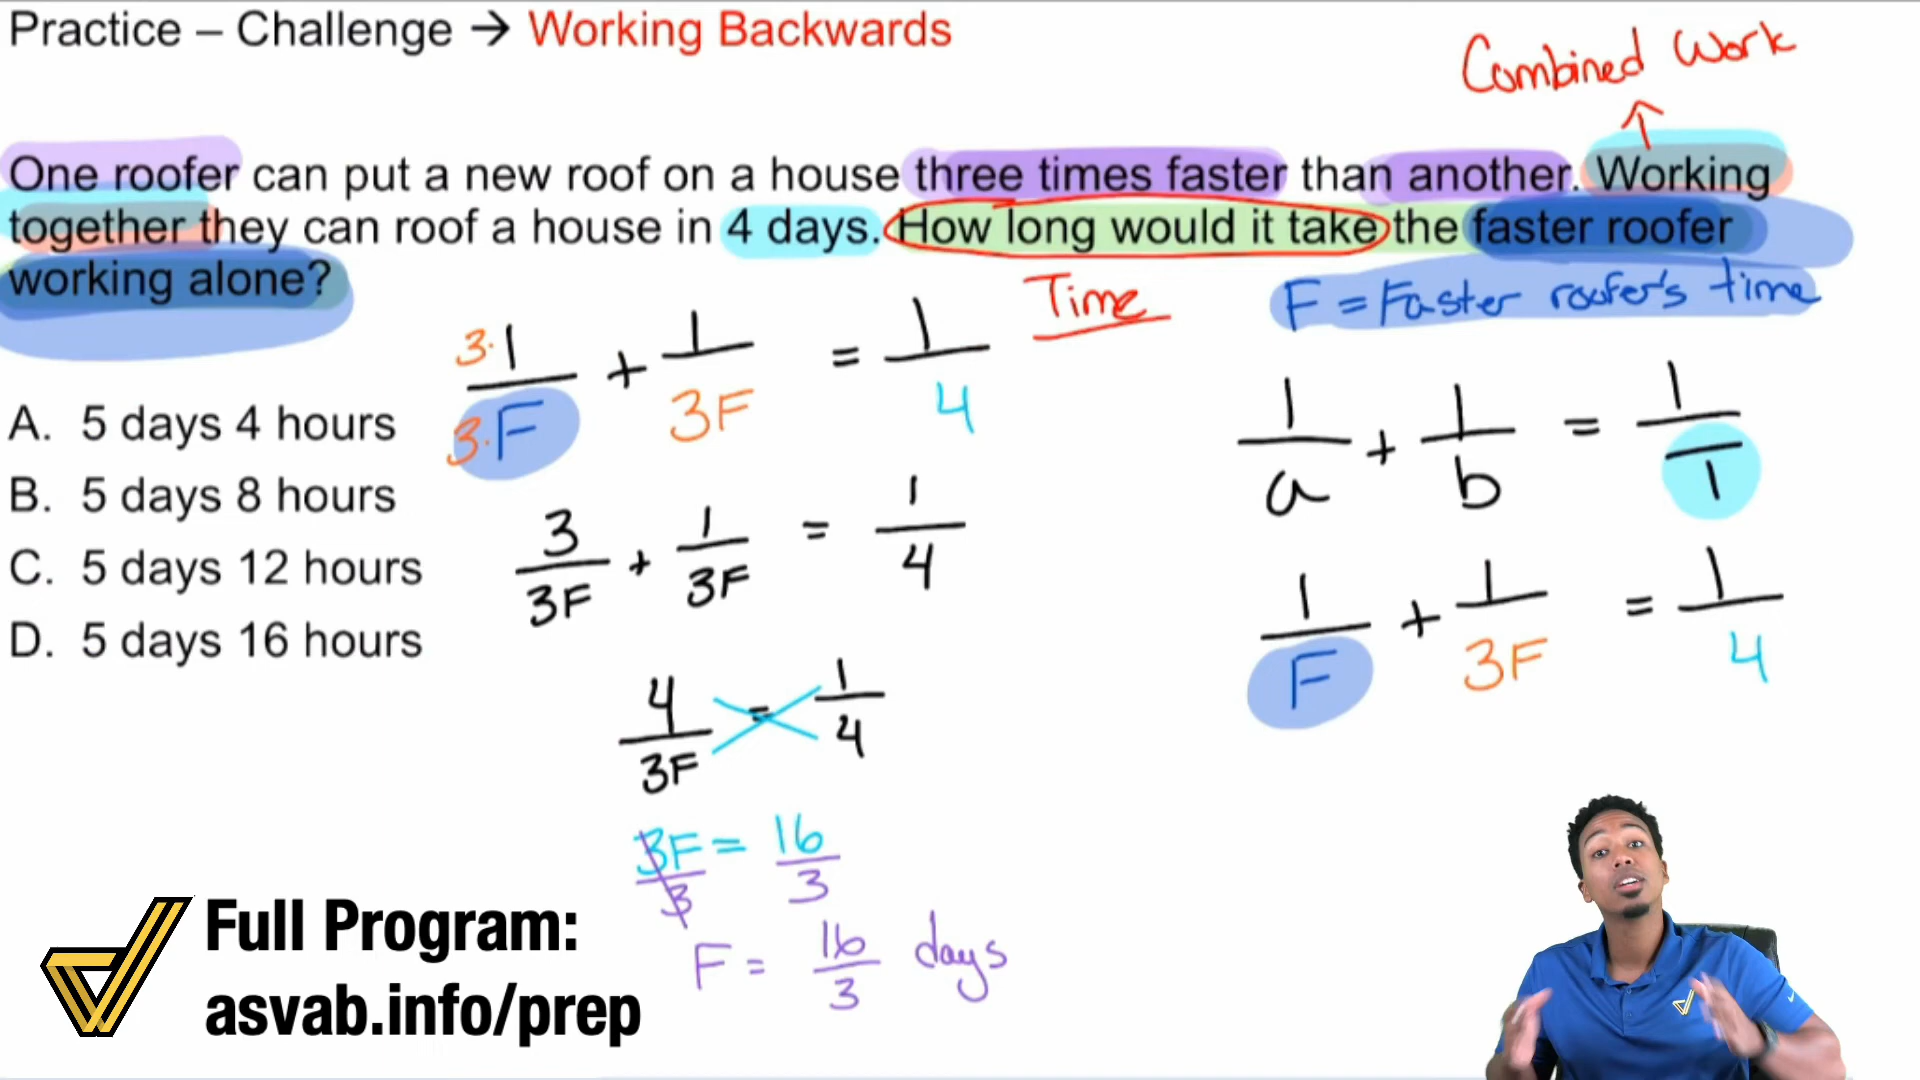 Practice – Challenge → Working Backwards
Combined Work
One roofer can put a new roof on a house three times faster than another. Working
together they can roof a house in 4 days. How long would it take the faster roofer
working alone?
Time
F = Faster roofer's time
3·1/3·F + 1/3F = 1/4
A. 5 days 4 hours
B. 5 days 8 hours
C. 5 days 12 hours
D. 5 days 16 hours
3/3F + 1/3F = 1/4
4/3F = 1/4
3F/3 = 16/3
F = 16/3 days
1/a + 1/b = 1/T
1/F + 1/3F = 1/4
Full Program:
asvab.info/prep